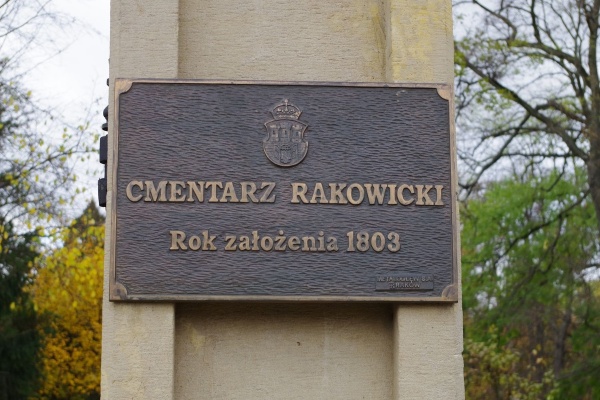 CMENTARZ RAKOWICKI
Rok założenia 1803